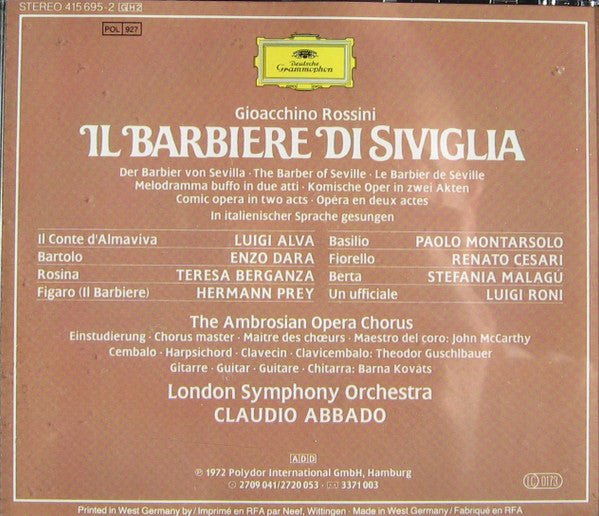 STEREO 415 695-2 GH2
POL 927
Deutsche
Grammophon
Gioacchino Rossini
IL BARBIERE DI SIVIGLIA
Der Barbier von Sevilla · The Barber of Seville · Le Barbier de Séville
Melodramma buffo in due atti · Komische Oper in zwei Akten
Comic opera in two acts · Opéra en deux actes
In italienischer Sprache gesungen
Il Conte d'Almaviva LUIGI ALVA
Bartolo ENZO DARA
Rosina TERESA BERGANZA
Figaro (Il Barbiere) HERMANN PREY
Basilio PAOLO MONTARSOLO
Fiorello RENATO CESARI
Berta STEFANIA MALAGÙ
Un ufficiale LUIGI RONI
The Ambrosian Opera Chorus
Einstudierung · Chorus master · Maitre des chœurs · Maestro del coro: John McCarthy
Cembalo · Harpsichord · Clavecin · Clavicembalo: Theodor Guschlbauer
Gitarre · Guitar · Guitare · Chitarra: Barna Kováts
London Symphony Orchestra
CLAUDIO ABBADO
ADD
℗ 1972 Polydor International GmbH, Hamburg
2709 041/2720 053 · 3371 003
LC 0173
Printed in West Germany by/Imprimé en RFA par Neef, Wittingen · Made in West Germany/Fabriqué en RFA